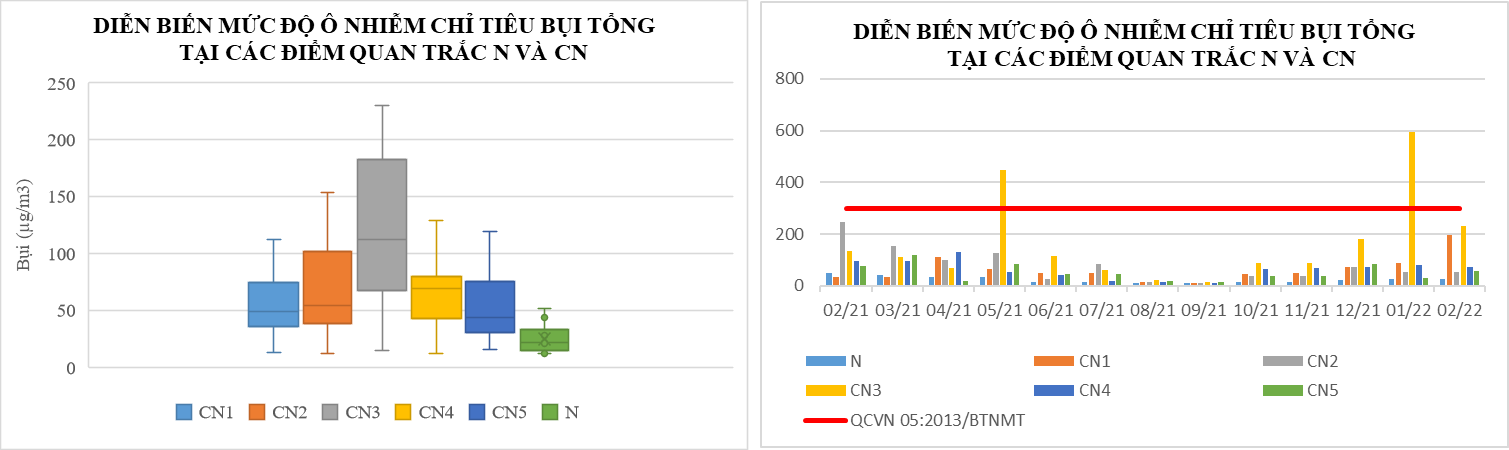 DIỄN BIẾN MỨC ĐỘ Ô NHIỄM CHỈ TIÊU BỤI TỔNG
TẠI CÁC ĐIỂM QUAN TRẮC N VÀ CN
250
200
150
100
50
0
Bụi (µg/m3)
CN1 CN2 CN3 CN4 CN5 N
DIỄN BIẾN MỨC ĐỘ Ô NHIỄM CHỈ TIÊU BỤI TỔNG
TẠI CÁC ĐIỂM QUAN TRẮC N VÀ CN
800
600
400
200
0
02/21 03/21 04/21 05/21 06/21 07/21 08/21 09/21 10/21 11/21 12/21 01/22 02/22
N CN1 CN2
CN3 CN4 CN5
QCVN 05:2013/BTNMT